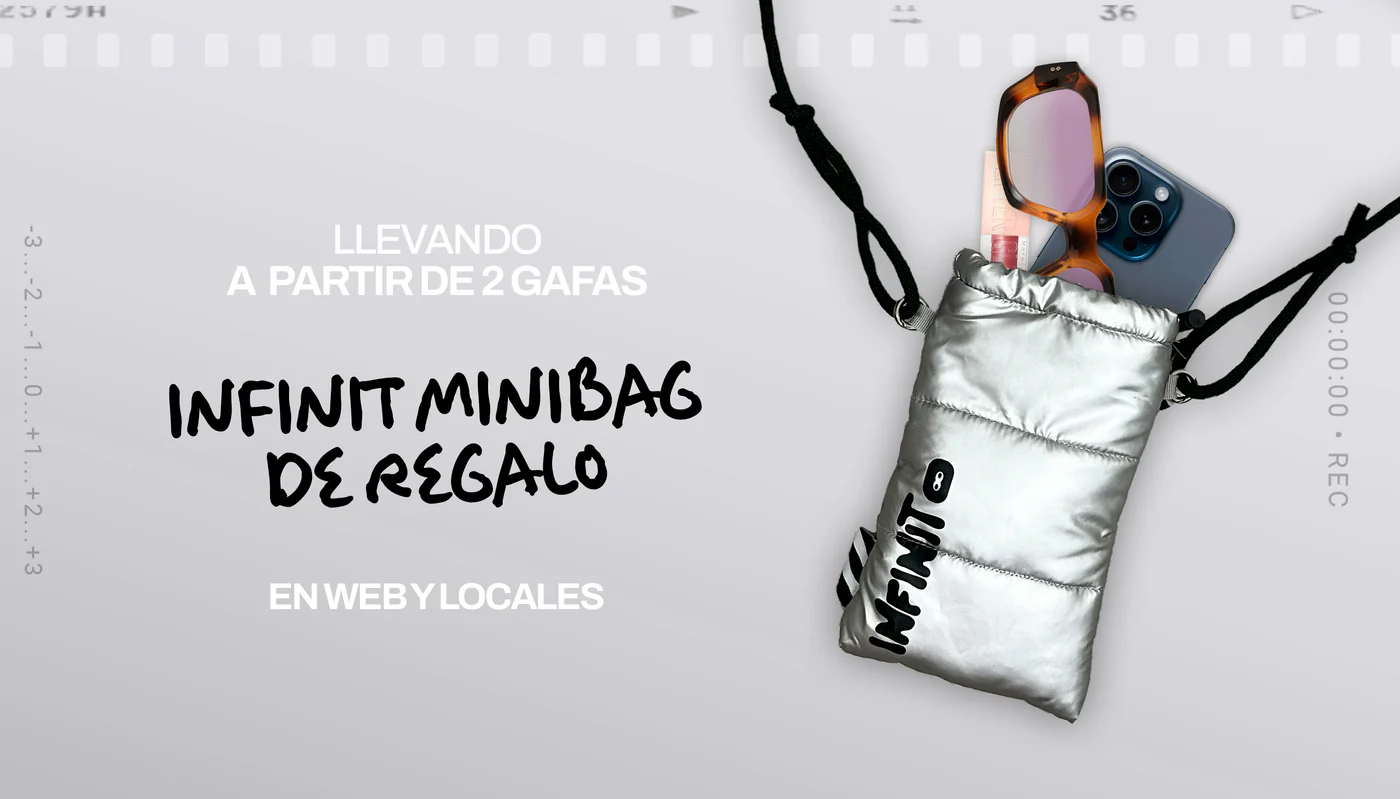 36
LLEVANDO
A PARTIR DE 2 GAFAS
INFINIT MINIBAG
DE REGALO
EN WEB Y LOCALES
-3...-2...-1...0...+1...+2...+3
INFINIT
00:00:00 • REC